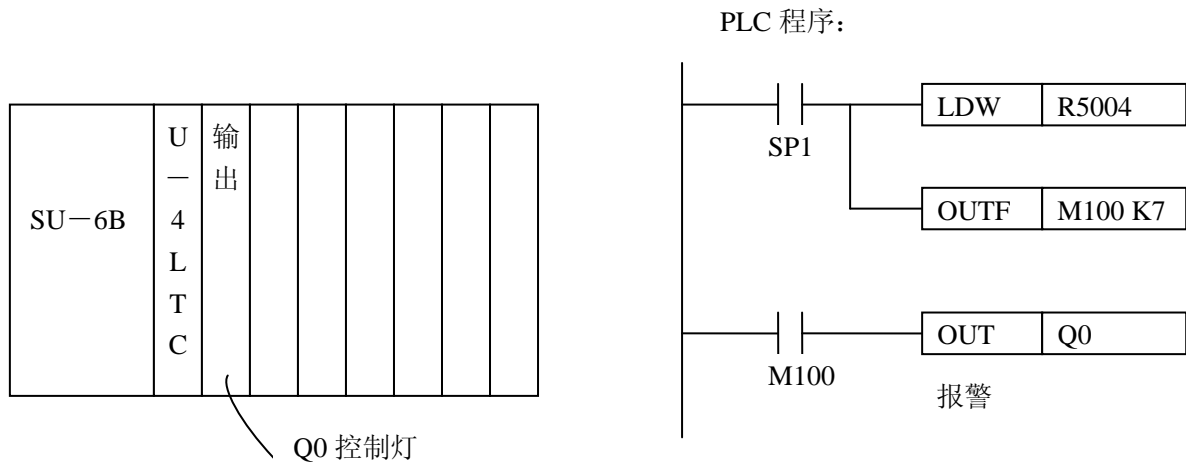 PLC 程序：
SU－6B
U－4LTC
输出
Q0 控制灯
SP1
LDW R5004
OUTF M100 K7
M100
OUT Q0
报警